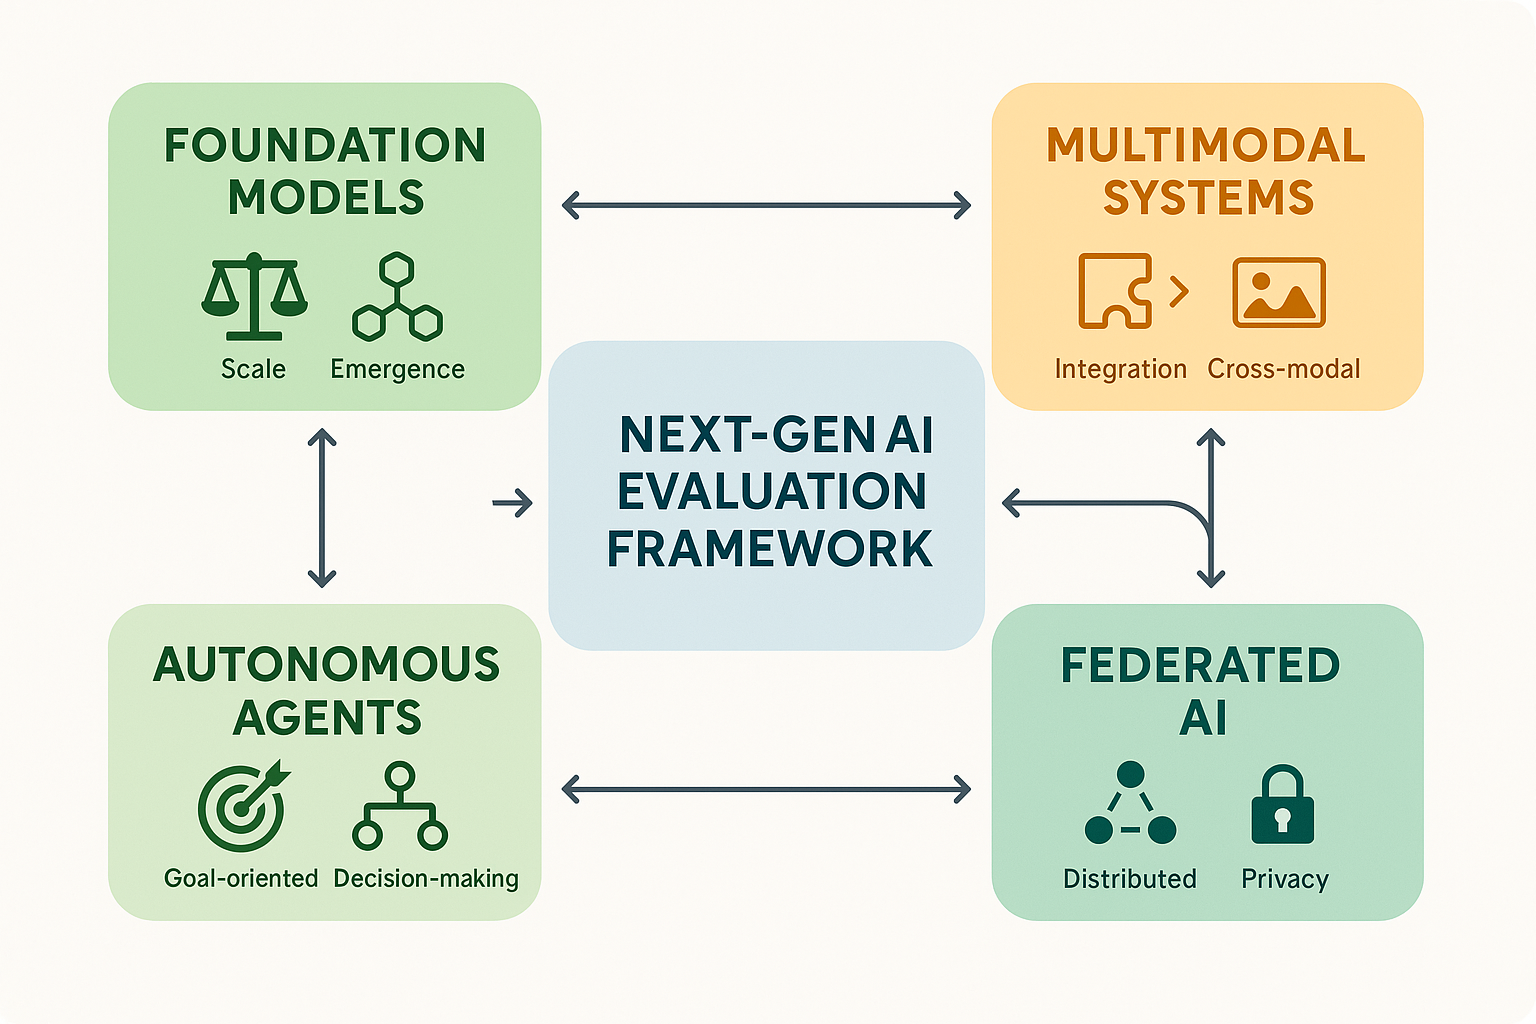 FOUNDATION
MODELS
Scale
Emergence
MULTIMODAL
SYSTEMS
Integration
Cross-modal
NEXT-GEN AI
EVALUATION
FRAMEWORK
AUTONOMOUS
AGENTS
Goal-oriented
Decision-making
FEDERATED
AI
Distributed
Privacy